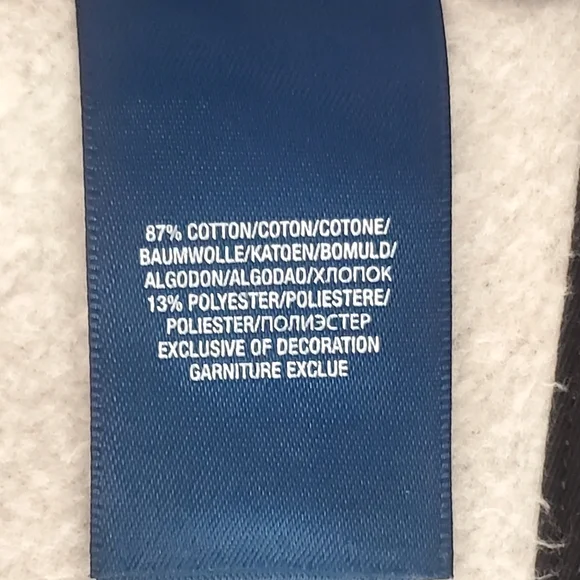 87% COTTON/COTON/COTONE/
BAUMWOLLE/KATOEN/BOMULD/
ALGODON/ALGODAO/ХЛОПОК
13% POLYESTER/POLIESTERE/
POLIESTER/ПОЛИЭСТЕР
EXCLUSIVE OF DECORATION
GARNITURE EXCLUE